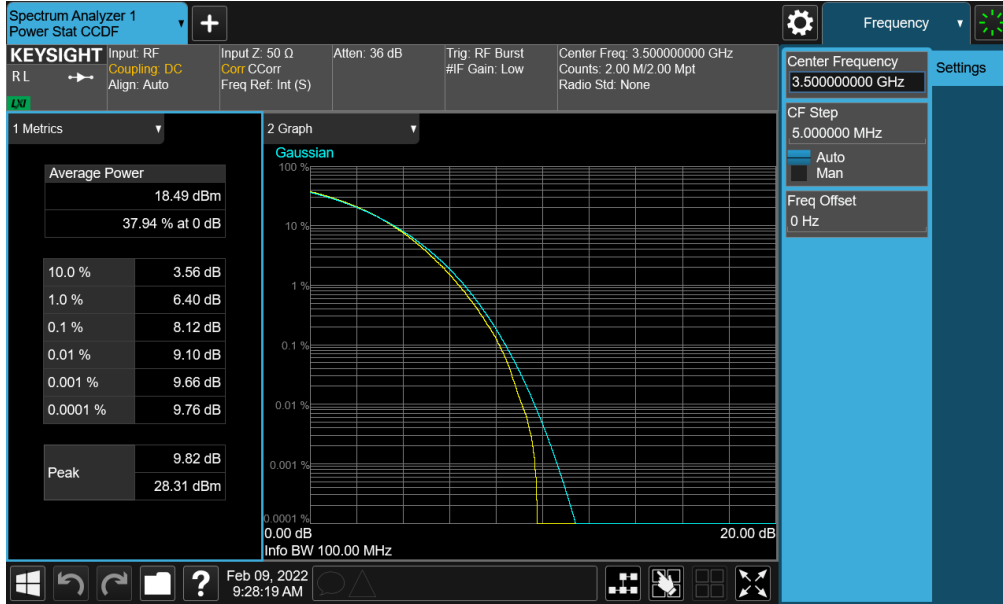 Spectrum Analyzer 1
Power Stat CCDF
Frequency
KEYSIGHT
Input: RF
Coupling: DC
Align: Auto
Input Z: 50 Ω
Corr CCorr
Freq Ref: Int (S)
Atten: 36 dB
Trig: RF Burst
#IF Gain: Low
Center Freq: 3.500000000 GHz
Counts: 2.00 M/2.00 Mpt
Radio Std: None
R L
LXI
Center Frequency
3.500000000 GHz
Settings
CF Step
5.000000 MHz
Auto
Man
Freq Offset
0 Hz
1 Metrics
Average Power
18.49 dBm
37.94 % at 0 dB
10.0 % 3.56 dB
1.0 % 6.40 dB
0.1 % 8.12 dB
0.01 % 9.10 dB
0.001 % 9.66 dB
0.0001 % 9.76 dB
Peak
9.82 dB
28.31 dBm
2 Graph
Gaussian
100 %
10 %
1 %
0.1 %
0.01 %
0.001 %
0.0001 %
0.00 dB
20.00 dB
Info BW 100.00 MHz
?
Feb 09, 2022
9:28:19 AM